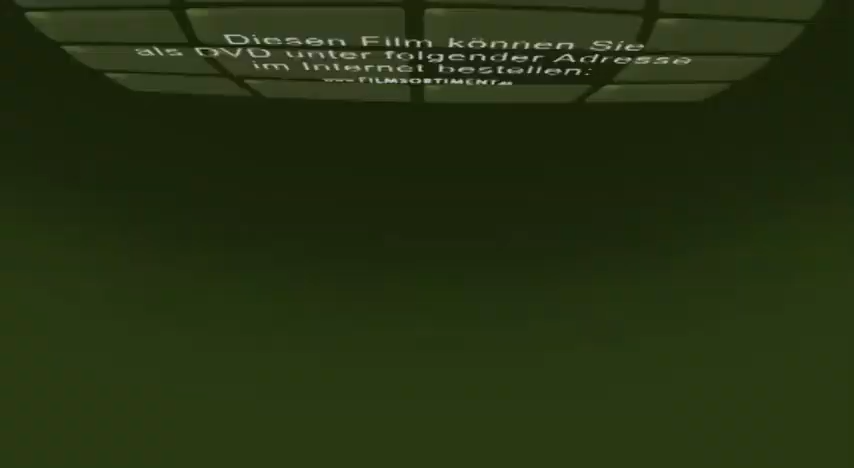 Diesen Film können Sie
als DVD unter folgender Adresse
im Internet bestellen:
www.FILMSORTIMENT.de